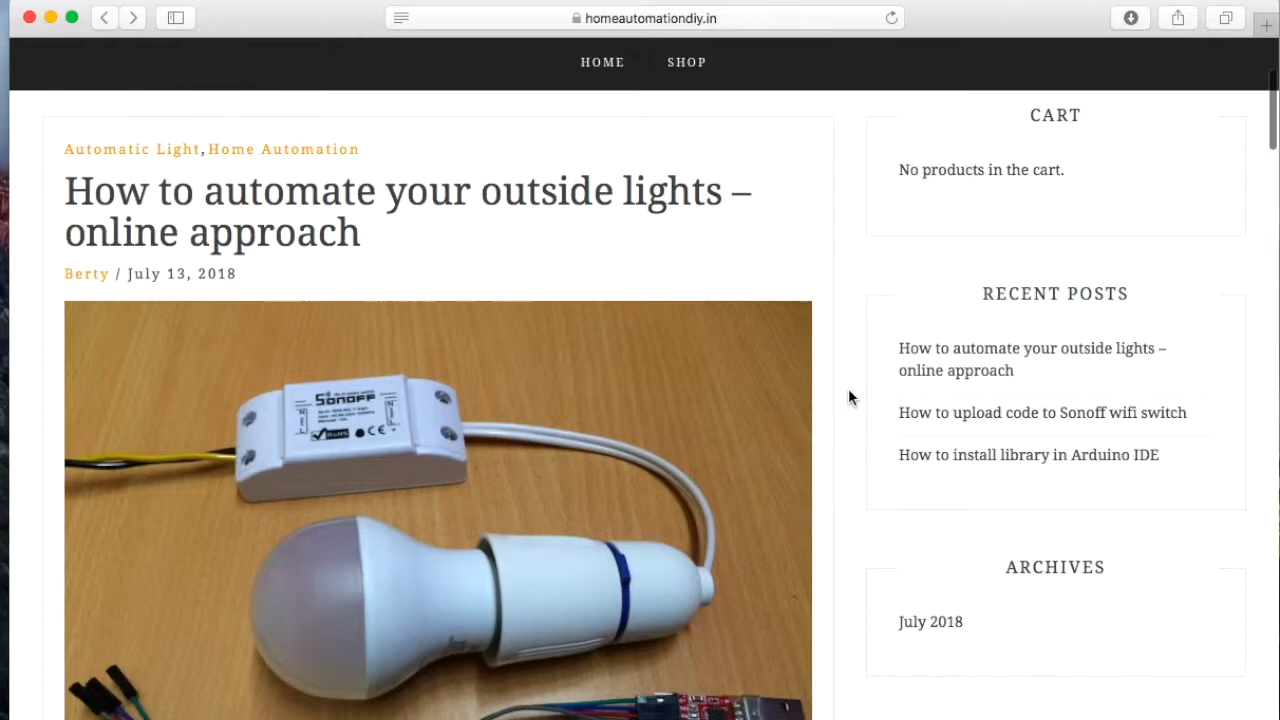 homeautomationdiy.in
HOME SHOP
Automatic Light,Home Automation
How to automate your outside lights –
online approach
Berty / July 13, 2018
SONOFF
RoHS
CART
No products in the cart.
RECENT POSTS
How to automate your outside lights –
online approach
How to upload code to Sonoff wifi switch
How to install library in Arduino IDE
ARCHIVES
July 2018